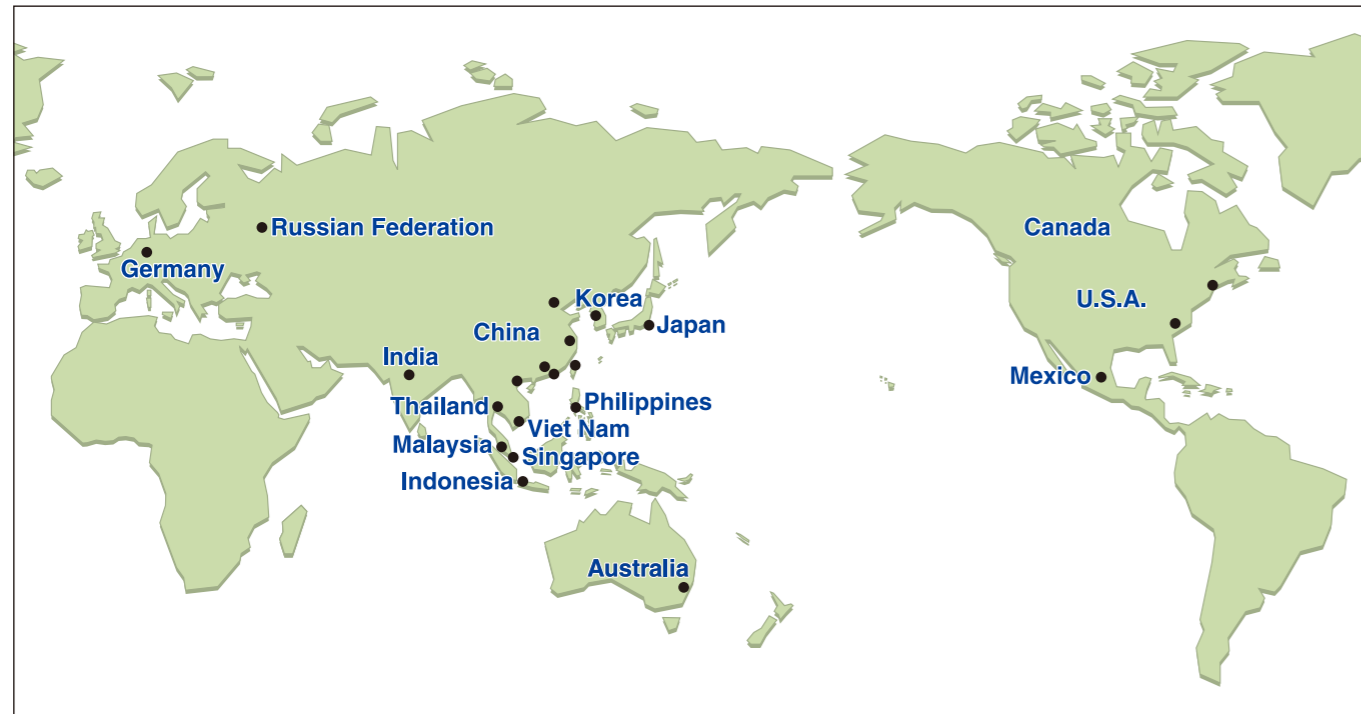 Russian Federation
Canada
Germany
Korea
U.S.A.
Japan
China
India
Mexico
Philippines
Thailand
Viet Nam
Malaysia
Singapore
Indonesia
Australia